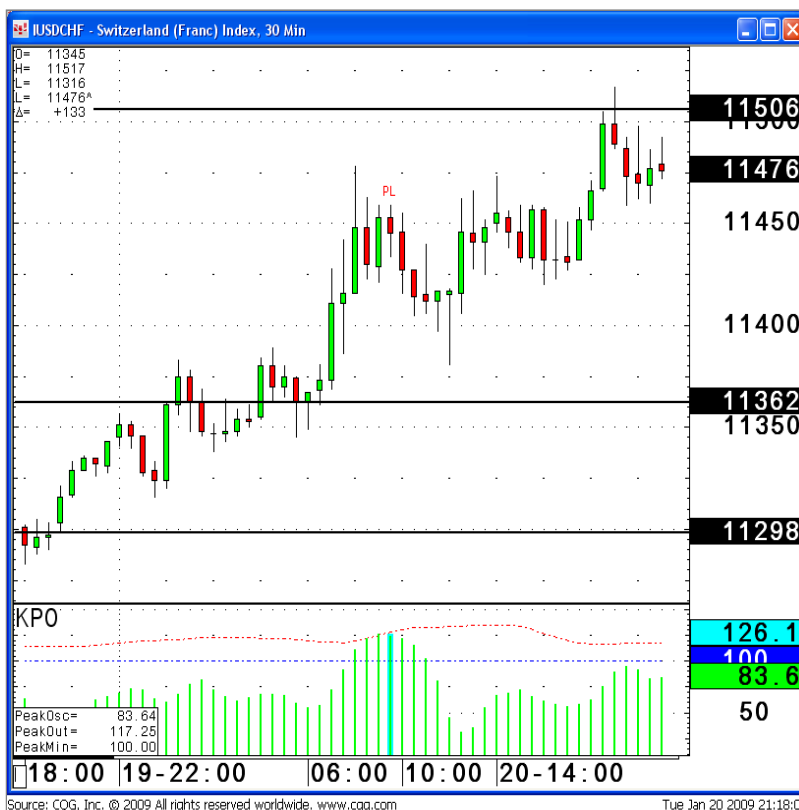 IUSDCHF - Switzerland (Franc) Index, 30 Min
O= 11345
H= 11517
L= 11316
L= 11476^
Δ= +133
PL
11506
11500
11476
11450
11400
11362
11350
11298
KPO
126.1
100
83.6
50
PeakOsc= 83.64
PeakOut= 117.25
PeakMin= 100.00
18:00 19-22:00 06:00 10:00 20-14:00
Source: CQG, Inc. © 2009 All rights reserved worldwide. www.cqg.com Tue Jan 20 2009 21:18:0